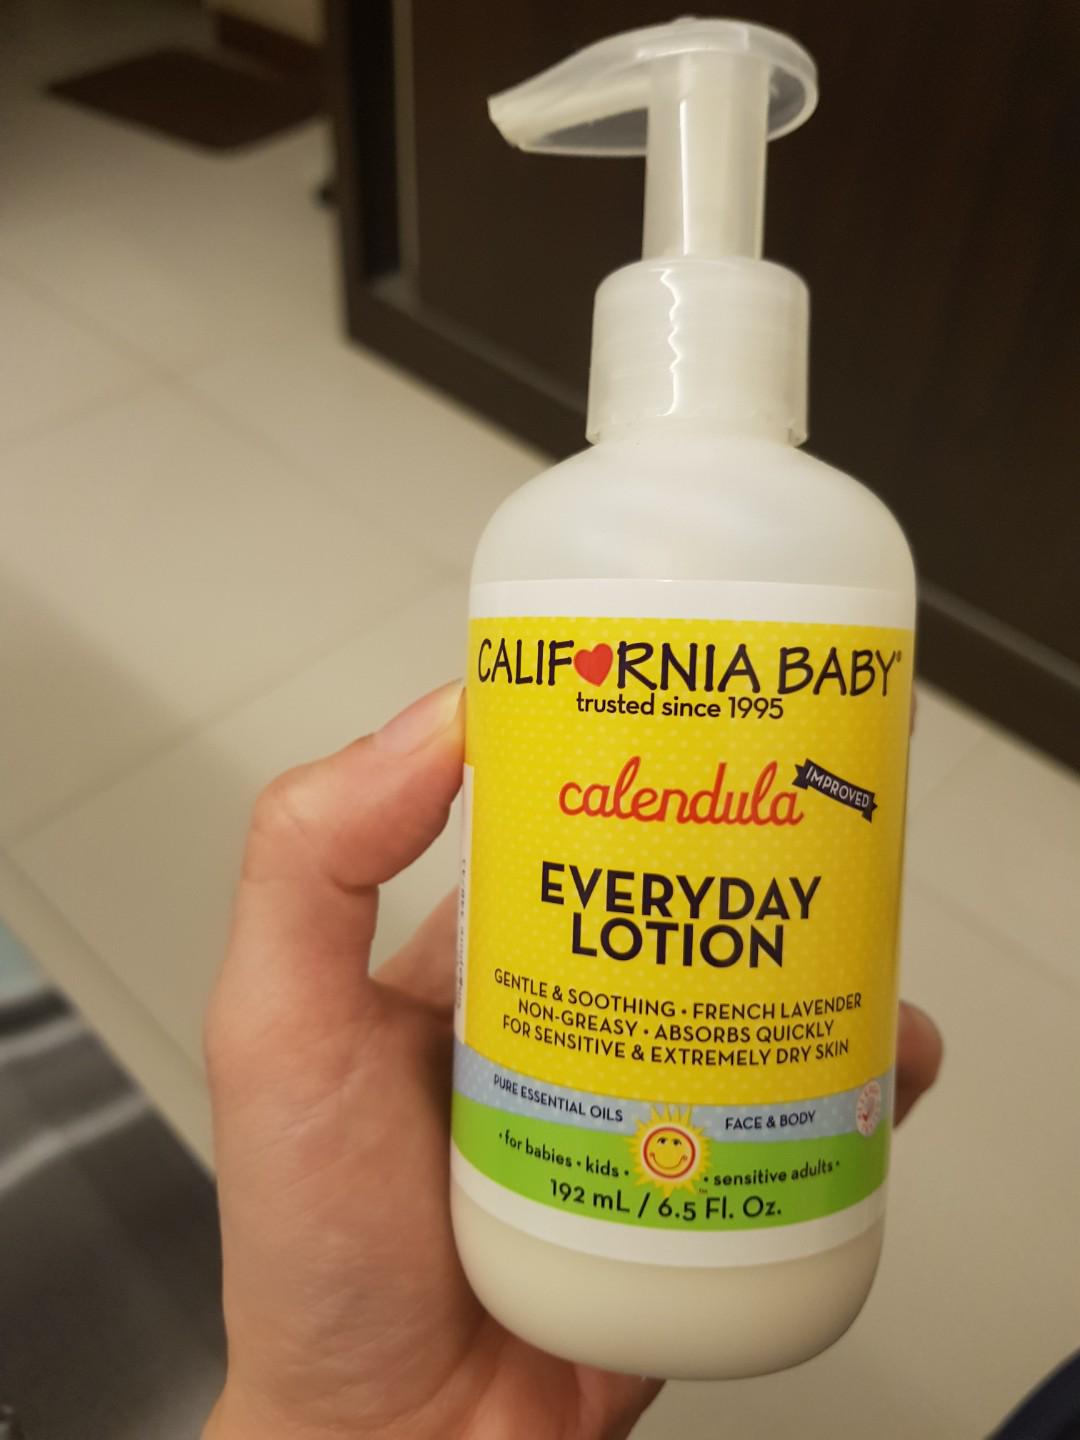 CALIFORNIA BABY®
trusted since 1995
calendula
IMPROVED
EVERYDAY
LOTION
GENTLE & SOOTHING • FRENCH LAVENDER
NON-GREASY • ABSORBS QUICKLY
FOR SENSITIVE & EXTREMELY DRY SKIN
PURE ESSENTIAL OILS
FACE & BODY
• for babies • kids •
• sensitive adults •
™
192 mL / 6.5 Fl. Oz.